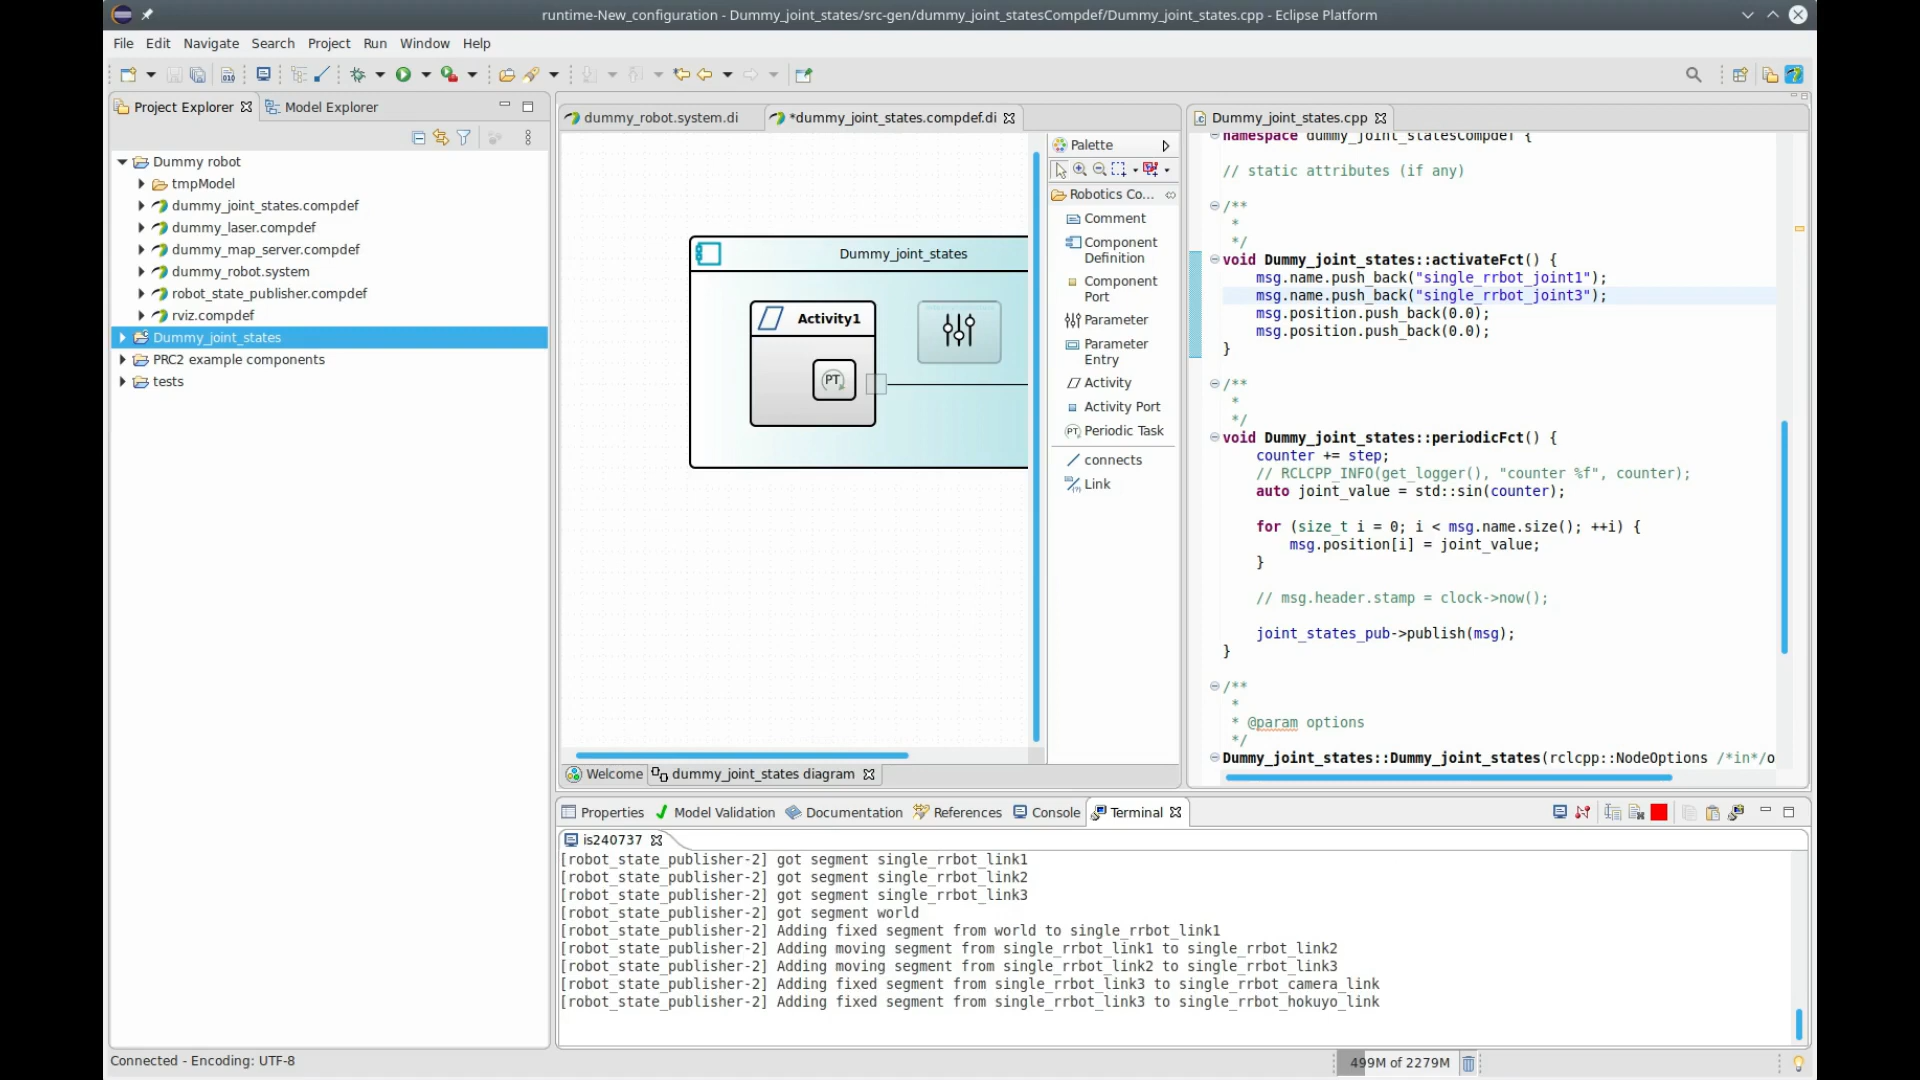 runtime-New_configuration - Dummy_joint_states/src-gen/dummy_joint_statesCompdef/Dummy_joint_states.cpp - Eclipse Platform
File Edit Navigate Search Project Run Window Help
Project Explorer Model Explorer
Dummy robot
tmpModel
dummy_joint_states.compdef
dummy_laser.compdef
dummy_map_server.compdef
dummy_robot.system
robot_state_publisher.compdef
rviz.compdef
Dummy_joint_states
PRC2 example components
tests
dummy_robot.system.di *dummy_joint_states.compdef.di
Dummy_joint_states
Activity1
PT
Palette
Robotics Co...
Comment
Component
Definition
Component
Port
Parameter
Parameter
Entry
Activity
Activity Port
PT Periodic Task
connects
Link
Welcome dummy_joint_states diagram
Dummy_joint_states.cpp
namespace dummy_joint_statesCompdef {
// static attributes (if any)
/**
*
*/
void Dummy_joint_states::activateFct() {
msg.name.push_back("single_rrbot_joint1");
msg.name.push_back("single_rrbot_joint3");
msg.position.push_back(0.0);
msg.position.push_back(0.0);
}
/**
*
*/
void Dummy_joint_states::periodicFct() {
counter += step;
// RCLCPP_INFO(get_logger(), "counter %f", counter);
auto joint_value = std::sin(counter);
for (size_t i = 0; i < msg.name.size(); ++i) {
msg.position[i] = joint_value;
}
// msg.header.stamp = clock->now();
joint_states_pub->publish(msg);
}
/**
*
* @param options
*/
Dummy_joint_states::Dummy_joint_states(rclcpp::NodeOptions /*in*/o
Properties Model Validation Documentation References Console Terminal
is240737
[robot_state_publisher-2] got segment single_rrbot_link1
[robot_state_publisher-2] got segment single_rrbot_link2
[robot_state_publisher-2] got segment single_rrbot_link3
[robot_state_publisher-2] got segment world
[robot_state_publisher-2] Adding fixed segment from world to single_rrbot_link1
[robot_state_publisher-2] Adding moving segment from single_rrbot_link1 to single_rrbot_link2
[robot_state_publisher-2] Adding moving segment from single_rrbot_link2 to single_rrbot_link3
[robot_state_publisher-2] Adding fixed segment from single_rrbot_link3 to single_rrbot_camera_link
[robot_state_publisher-2] Adding fixed segment from single_rrbot_link3 to single_rrbot_hokuyo_link
Connected - Encoding: UTF-8
499M of 2279M